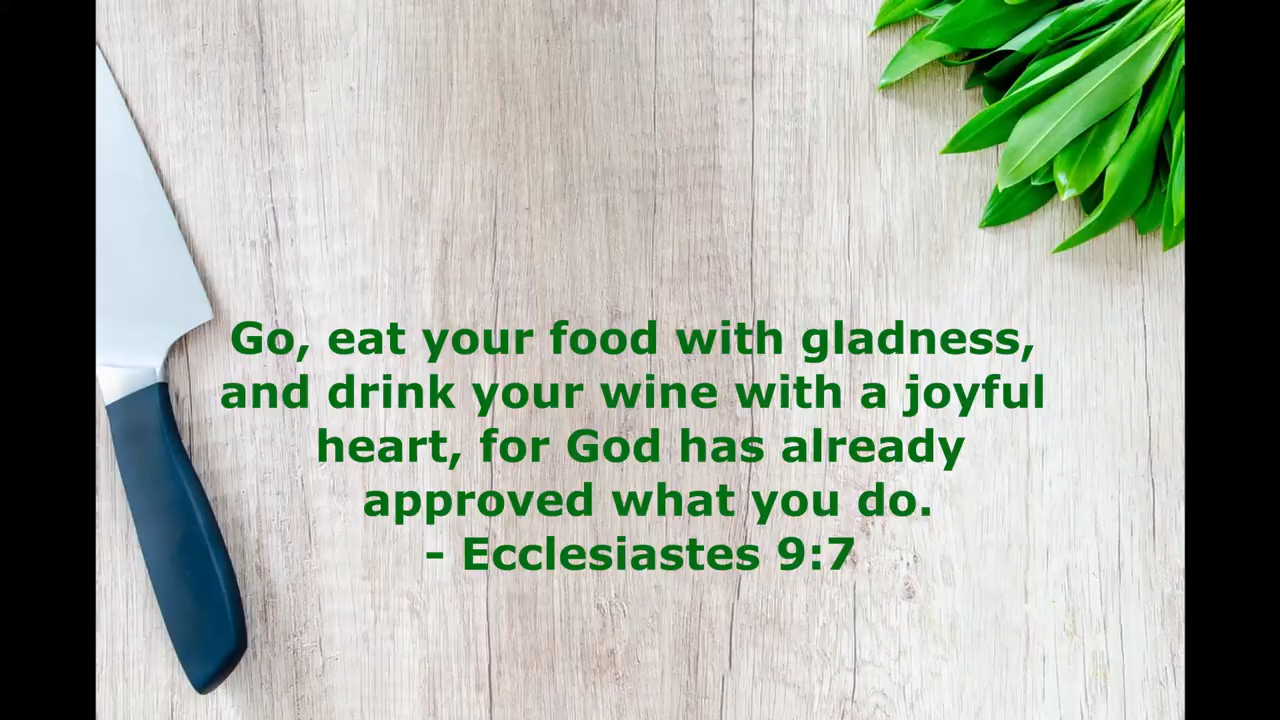 Go, eat your food with gladness,
and drink your wine with a joyful
heart, for God has already
approved what you do.
- Ecclesiastes 9:7